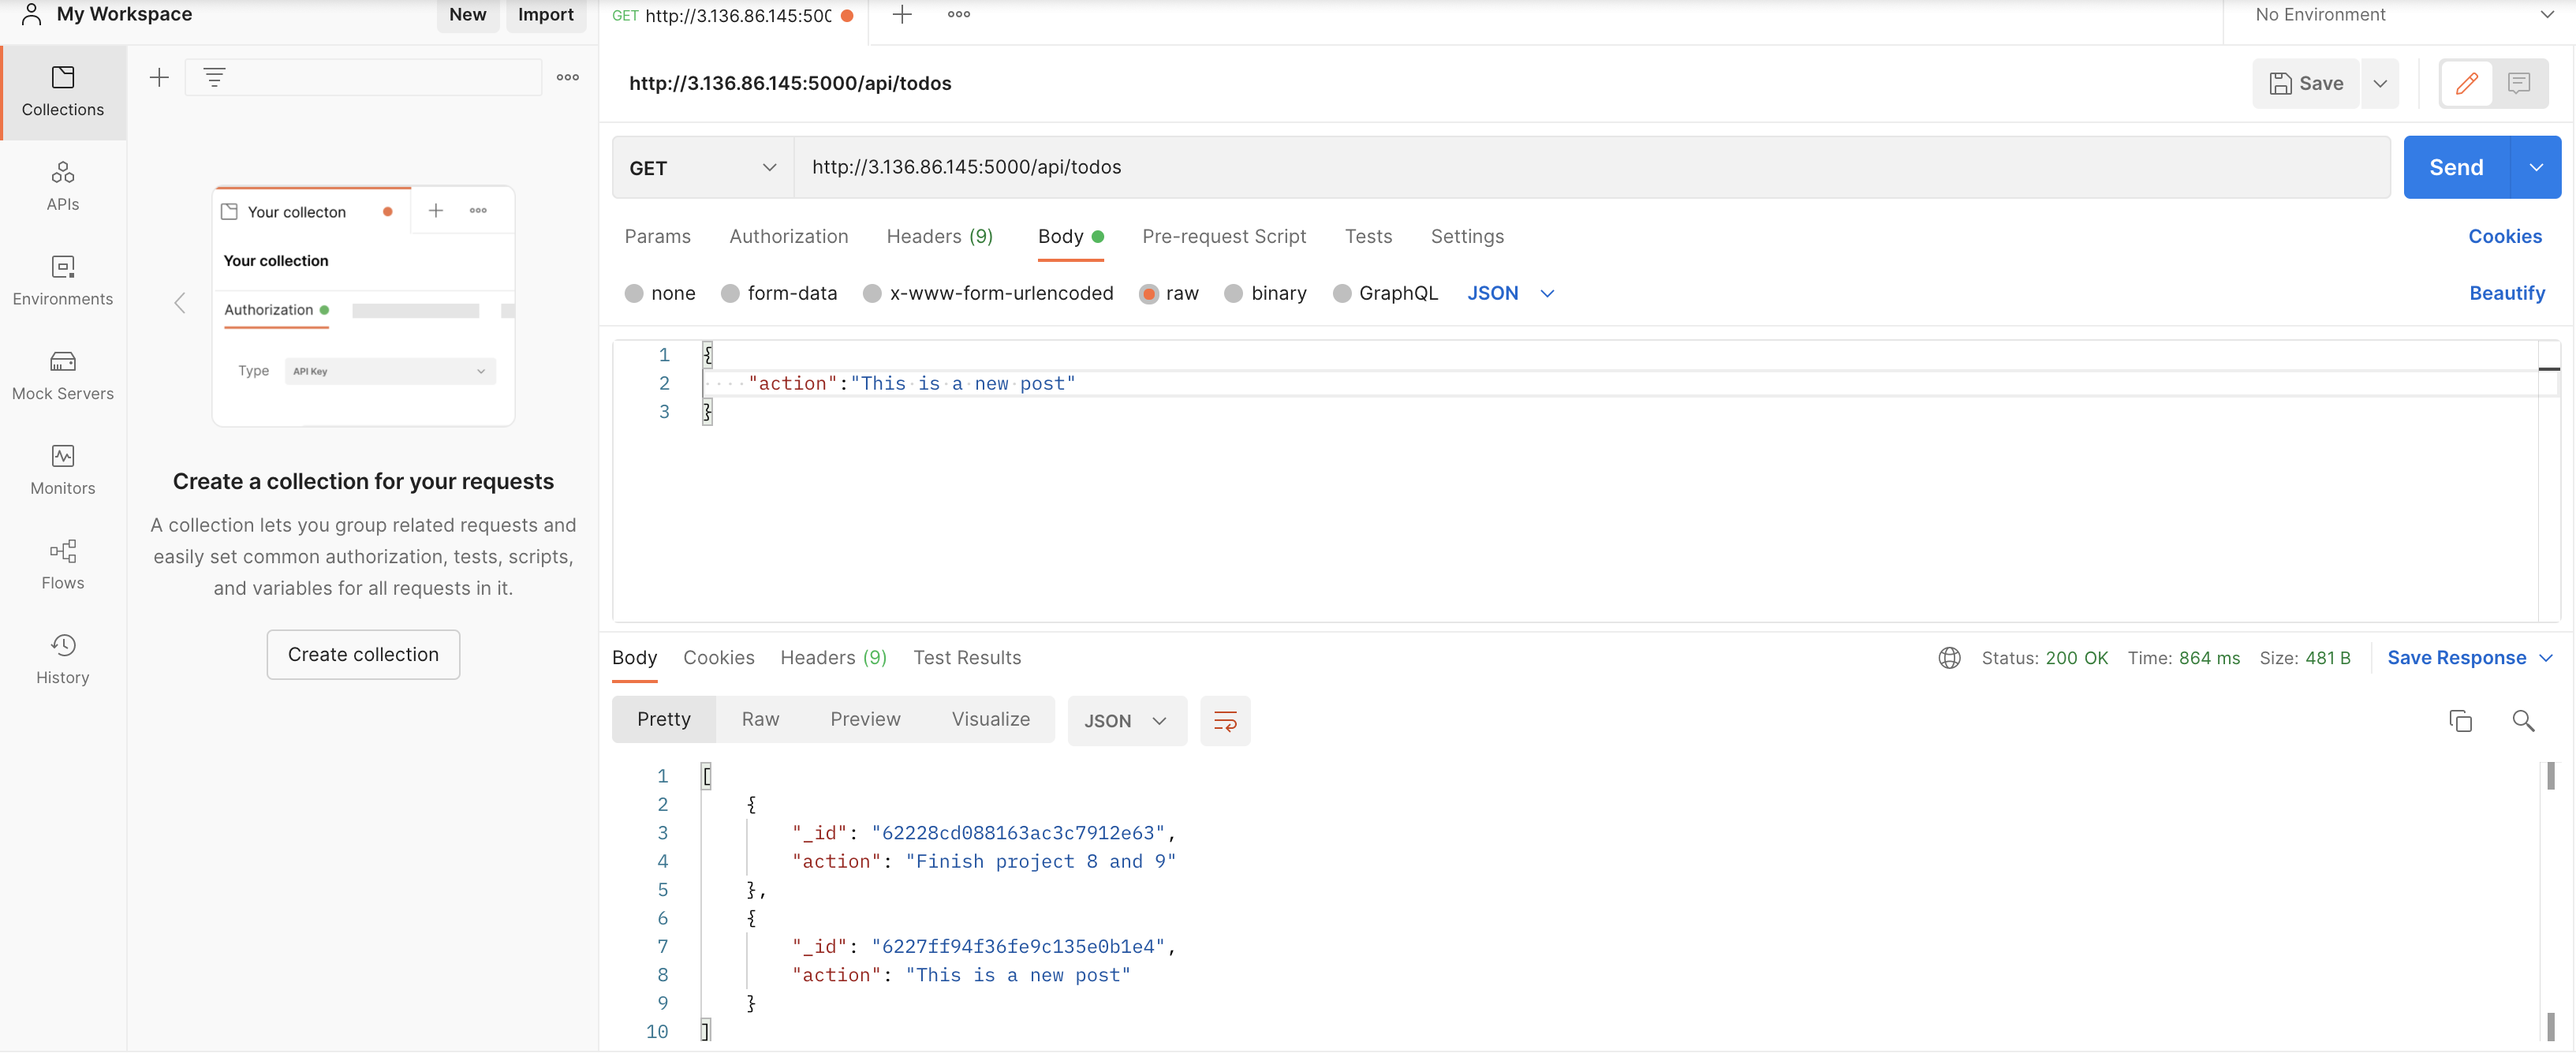 My Workspace
New
Import
GET http://3.136.86.145:500
No Environment
Collections
APIs
Environments
Mock Servers
Monitors
Flows
History
Your collecton
Your collection
Authorization
Type
API Key
Create a collection for your requests
A collection lets you group related requests and
easily set common authorization, tests, scripts,
and variables for all requests in it.
Create collection
http://3.136.86.145:5000/api/todos
Save
GET
http://3.136.86.145:5000/api/todos
Send
Params Authorization Headers (9) Body Pre-request Script Tests Settings
Cookies
none form-data x-www-form-urlencoded raw binary GraphQL JSON
Beautify
1 {
2 "action":"This is a new post"
3 }
Body Cookies Headers (9) Test Results
Status: 200 OK Time: 864 ms Size: 481 B Save Response
Pretty Raw Preview Visualize JSON
1 [
2 {
3 "_id": "62228cd088163ac3c7912e63",
4 "action": "Finish project 8 and 9"
5 },
6 {
7 "_id": "6227ff94f36fe9c135e0b1e4",
8 "action": "This is a new post"
9 }
10 ]